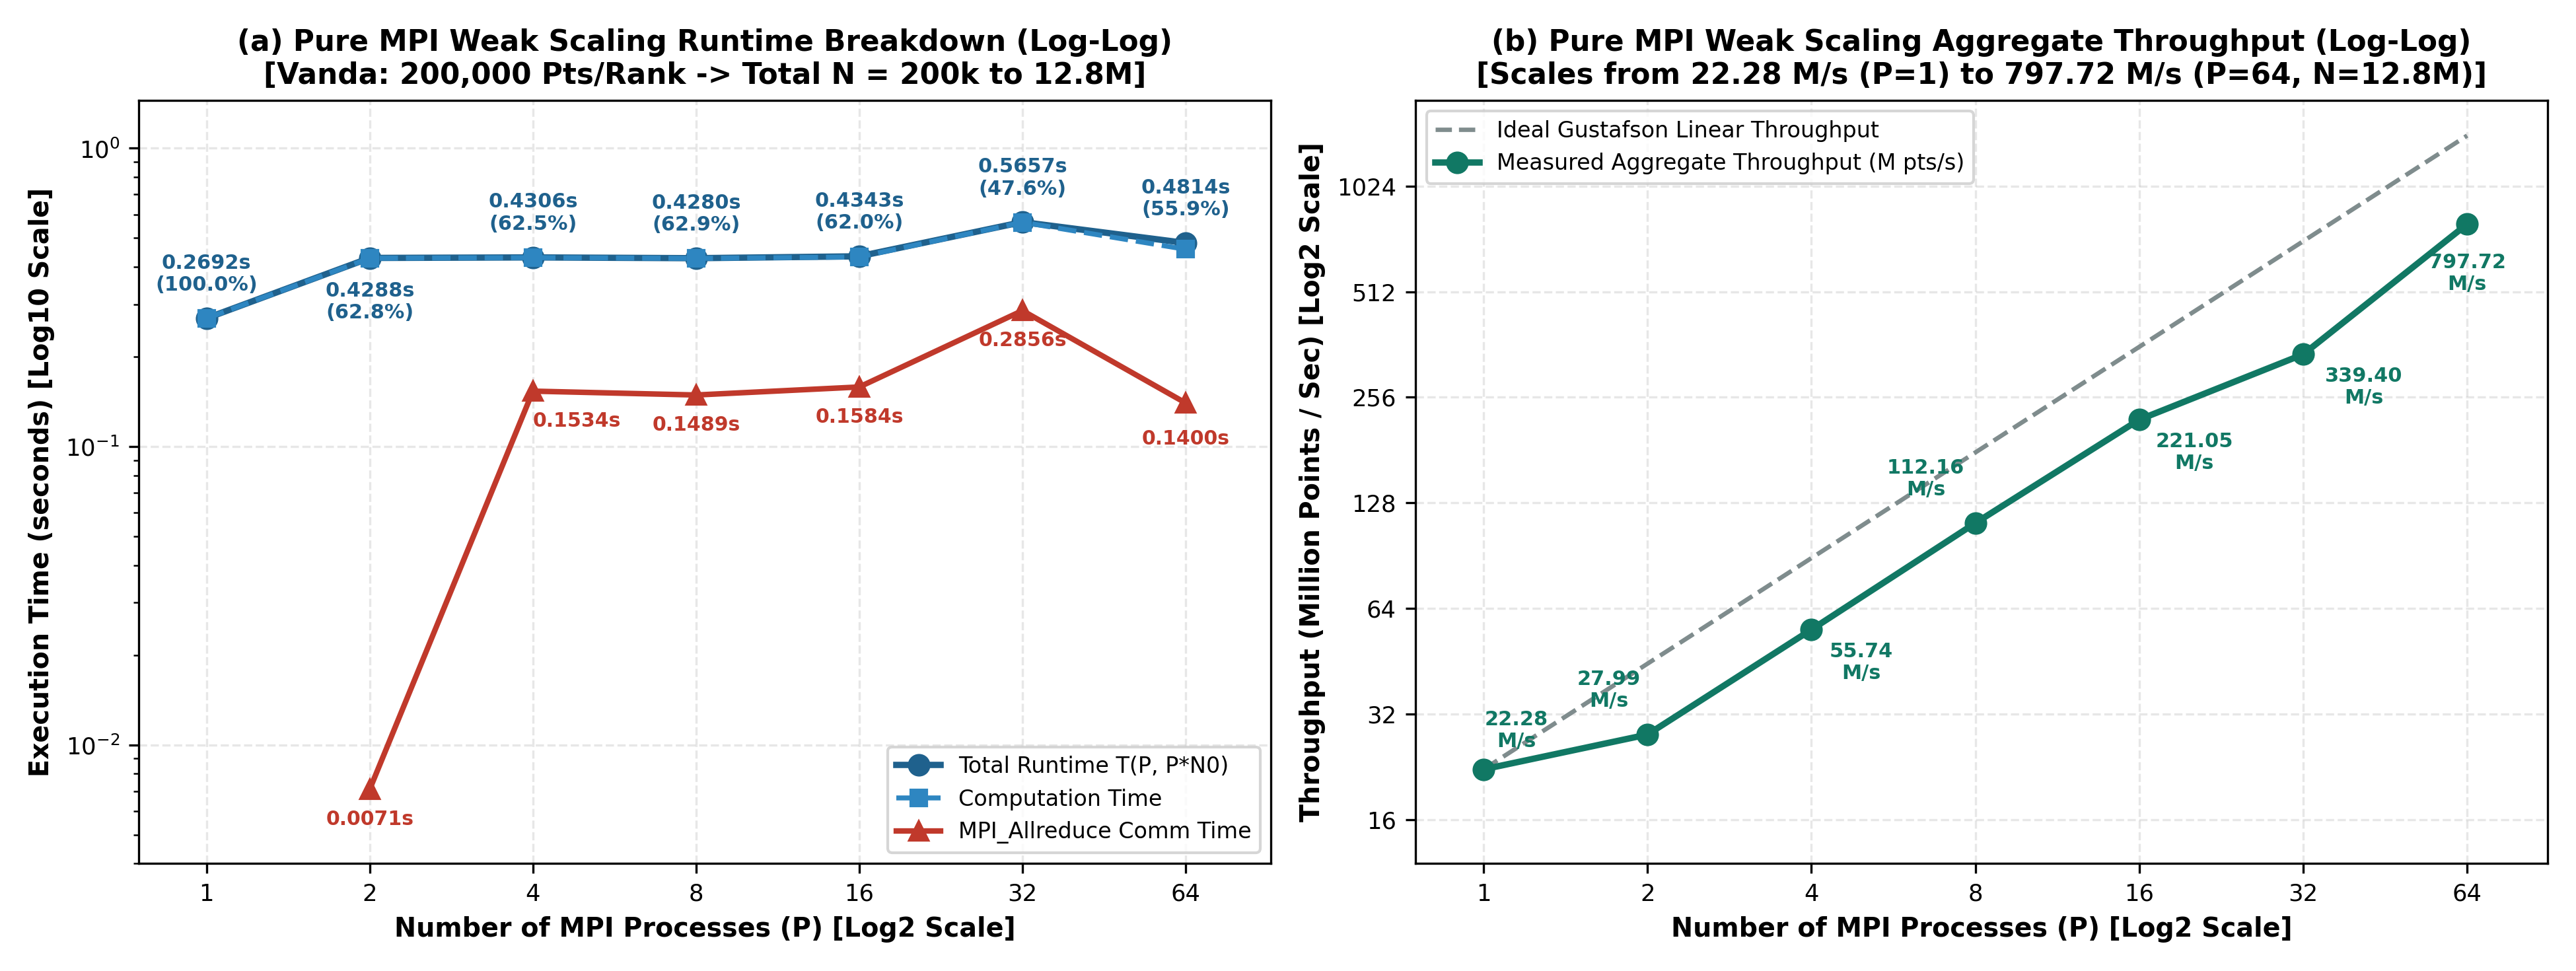 (a) Pure MPI Weak Scaling Runtime Breakdown (Log-Log)
[Vanda: 200,000 Pts/Rank -> Total N = 200k to 12.8M]
Execution Time (seconds) [Log10 Scale]
10⁰
10⁻¹
10⁻²
0.2692s
(100.0%)
0.4288s
(62.8%)
0.4306s
(62.5%)
0.4280s
(62.9%)
0.4343s
(62.0%)
0.5657s
(47.6%)
0.4814s
(55.9%)
0.0071s
0.1534s
0.1489s
0.1584s
0.2856s
0.1400s
Total Runtime T(P, P*N0)
Computation Time
MPI_Allreduce Comm Time
1
2
4
8
16
32
64
Number of MPI Processes (P) [Log2 Scale]
(b) Pure MPI Weak Scaling Aggregate Throughput (Log-Log)
[Scales from 22.28 M/s (P=1) to 797.72 M/s (P=64, N=12.8M)]
Throughput (Million Points / Sec) [Log2 Scale]
1024
512
256
128
64
32
16
Ideal Gustafson Linear Throughput
Measured Aggregate Throughput (M pts/s)
22.28
M/s
27.99
M/s
55.74
M/s
112.16
M/s
221.05
M/s
339.40
M/s
797.72
M/s
1
2
4
8
16
32
64
Number of MPI Processes (P) [Log2 Scale]